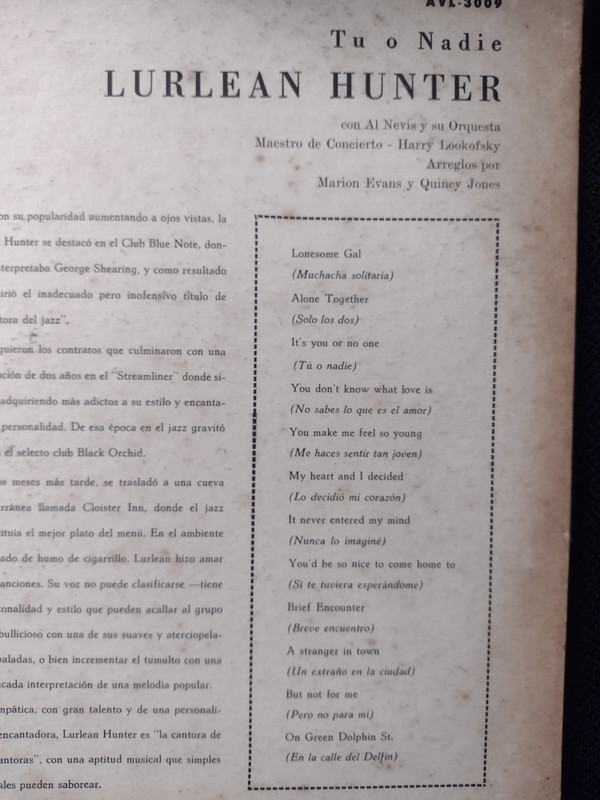 AVL-3009
Tu o Nadie
LURLEAN HUNTER
con Al Nevis y su Orquesta
Maestro de Concierto - Harry Lookofsky
Arreglos por
Marion Evans y Quincy Jones
on su popularidad aumentando a ojos vistas, la
Hunter se destacó en el Club Blue Note, don-
terpretaba George Shearing, y como resultado
irió el inadecuado pero inofensivo título de
tora del jazz".
guieron los contratos que culminaron con una
ción de dos años en el "Streamliner" donde si-
adquiriendo más adictos a su estilo y encanta-
personalidad. De esa época en el jazz gravitó
el selecto club Black Orchid.
os meses más tarde, se trasladó a una cueva
rránea llamada Cloister Inn, donde el jazz
ituia el mejor plato del menú. En el ambiente
ado de humo de cigarrillo, Lurlean hizo amar
anciones. Su voz no puede clasificarse —tiene
onalidad y estilo que pueden acallar al grupo
bullicioso con una de sus suaves y aterciopela-
baladas, o bien incrementar el tumulto con una
cada interpretación de una melodía popular.
mpática, con gran talento y de una personali-
encantadora, Lurlean Hunter es "la cantora de
antoras", con una aptitud musical que simples
ales pueden saborear.
Lonesome Gal
(Muchacha solitaria)
Alone Together
(Solo los dos)
It's you or no one
(Tú o nadie)
You don't know what love is
(No sabes lo que es el amor)
You make me feel so young
(Me haces sentir tan joven)
My heart and I decided
(Lo decidió mi corazón)
It never entered my mind
(Nunca lo imaginé)
You'd be so nice to come home to
(Si te tuviera esperándome)
Brief Encounter
(Breve encuentro)
A stranger in town
(Un extraño en la ciudad)
But not for me
(Pero no para mi)
On Green Dolphin St.
(En la calle del Delfín)